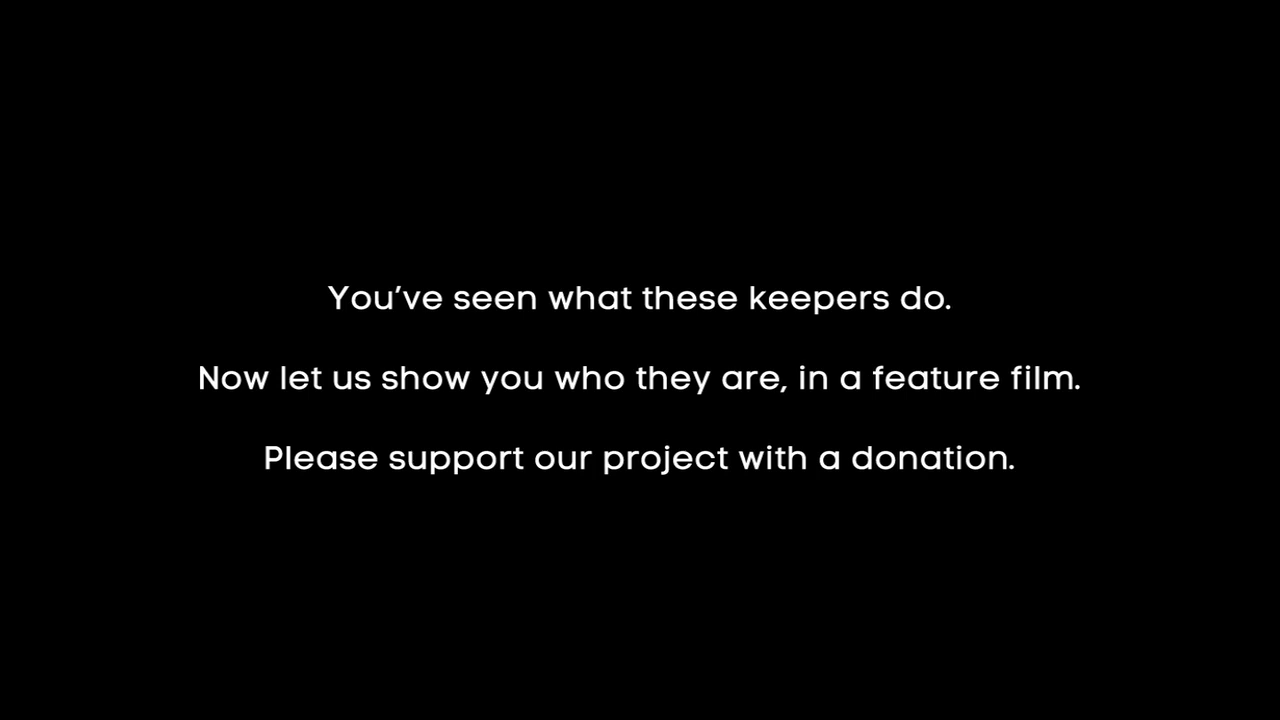 You’ve seen what these keepers do.
Now let us show you who they are, in a feature film.
Please support our project with a donation.